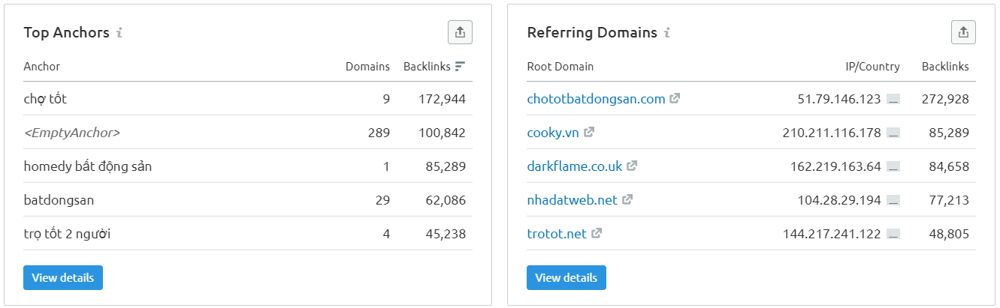 Top Anchors
Anchor Domains Backlinks
chợ tốt 9 172,944
<EmptyAnchor> 289 100,842
homedy bất động sản 1 85,289
batdongsan 29 62,086
trọ tốt 2 người 4 45,238
View details
Referring Domains
Root Domain IP/Country Backlinks
chototbatdongsan.com 51.79.146.123 272,928
cooky.vn 210.211.116.178 85,289
darkflame.co.uk 162.219.163.64 84,658
nhadatweb.net 104.28.29.194 77,213
trotot.net 144.217.241.122 48,805
View details